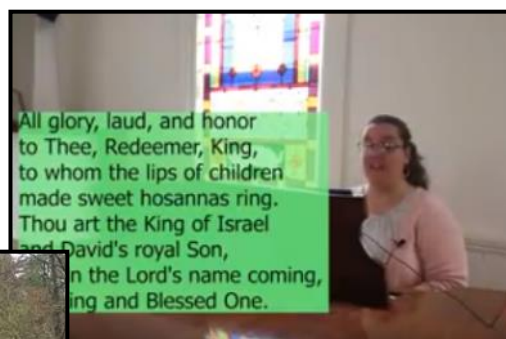 All glory, laud, and honor
to Thee, Redeemer, King,
to whom the lips of children
made sweet hosannas ring.
Thou art the King of Israel
and David's royal Son,
n the Lord's name coming,
ing and Blessed One.